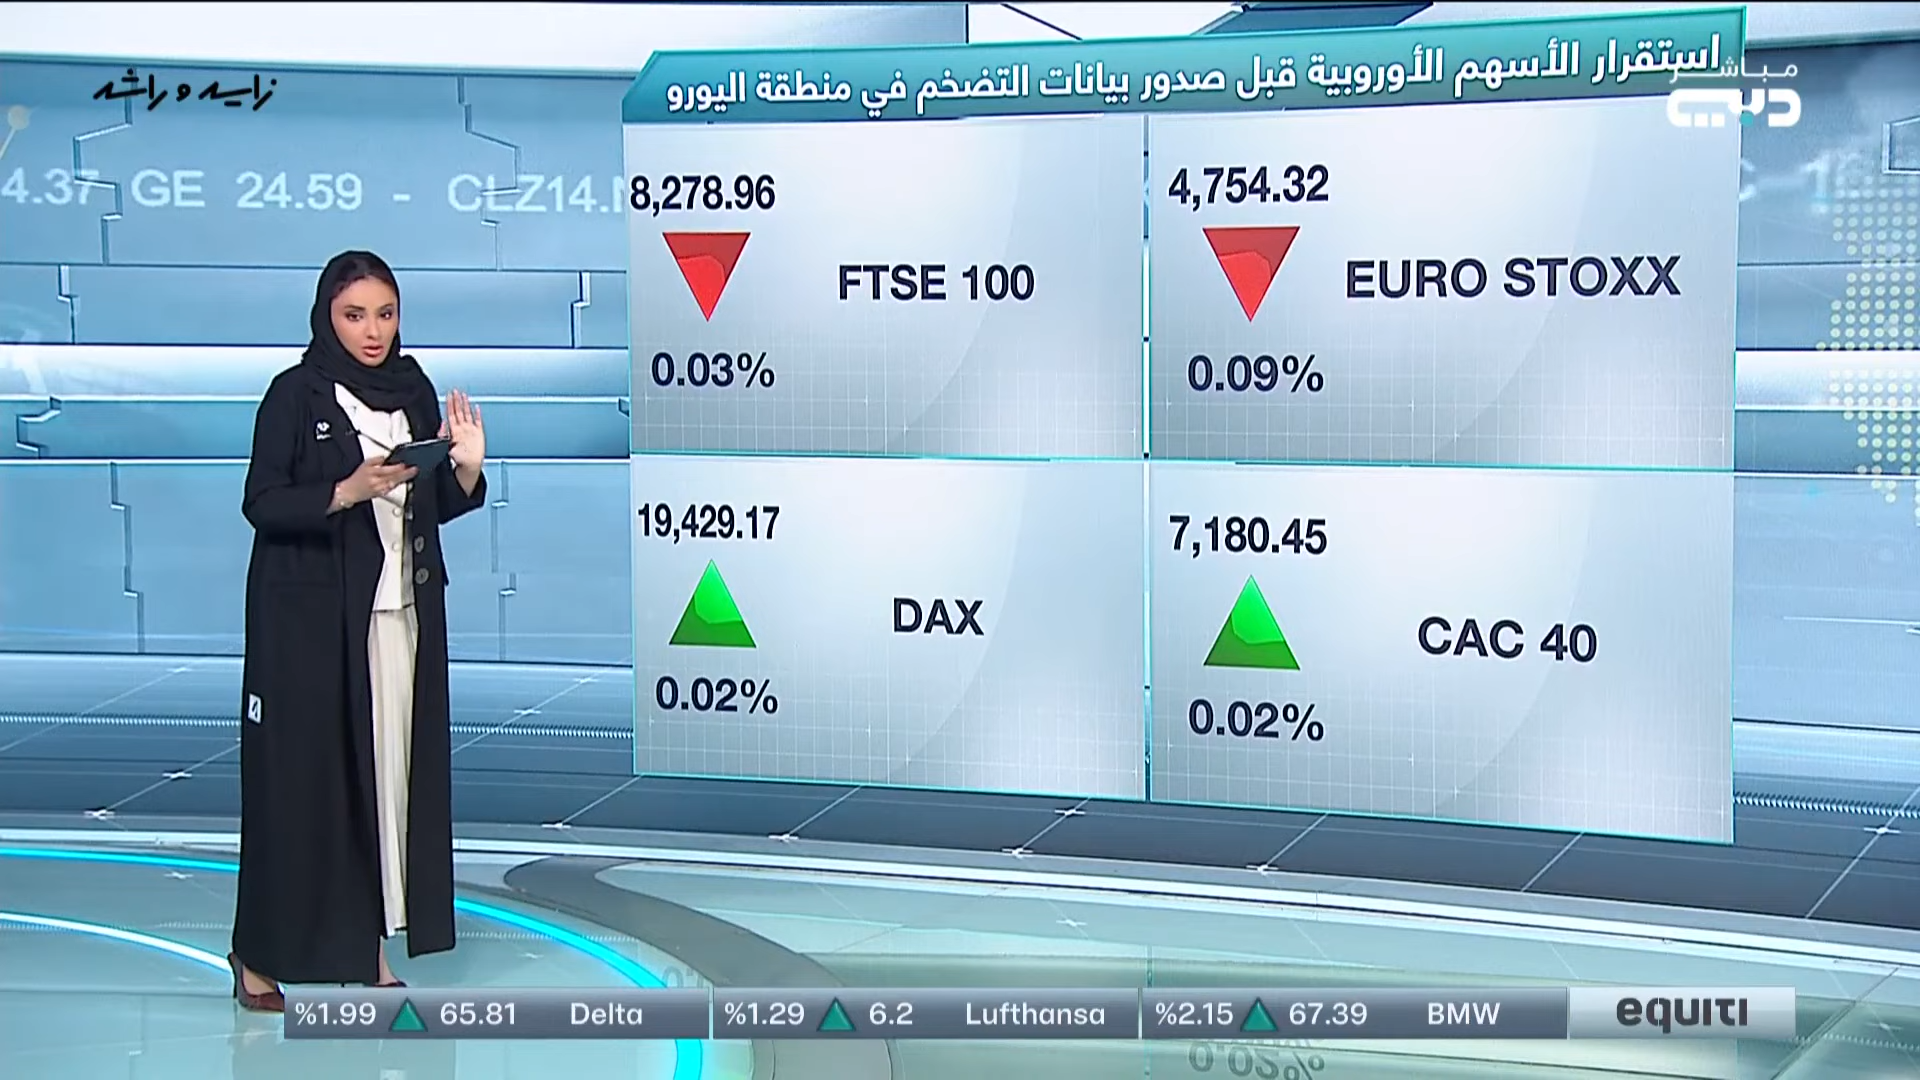 استقرار الأسهم الأوروبية قبل صدور بيانات التضخم في منطقة اليورو
مباشر
دبي
زايد و راشد
4.37 GE 24.59 - CLZ14.
8,278.96
FTSE 100
0.03%
4,754.32
EURO STOXX
0.09%
19,429.17
DAX
0.02%
7,180.45
CAC 40
0.02%
%1.99 65.81 Delta
%1.29 6.2 Lufthansa
%2.15 67.39 BMW
equiti
0.02%